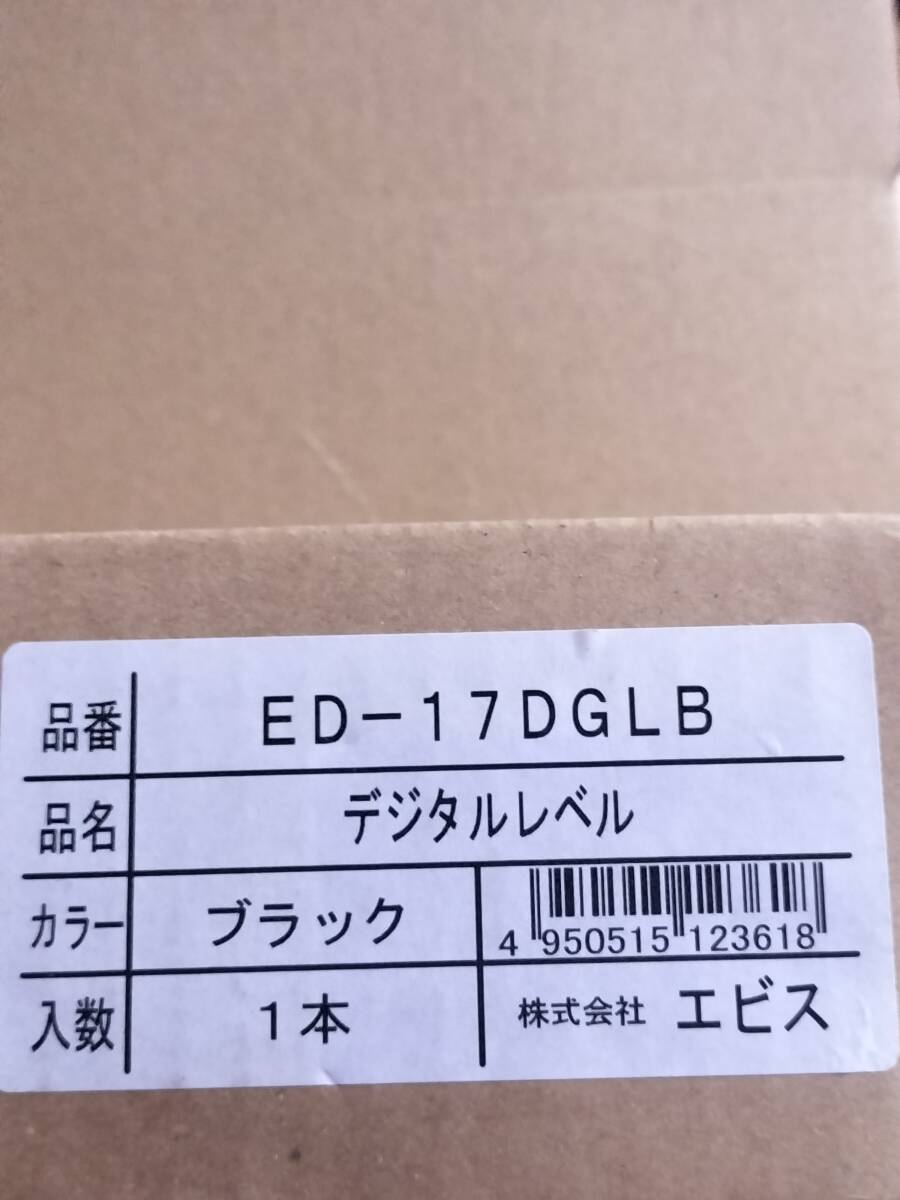 品番 ED-17DGLB
品名 デジタルレベル
カラー ブラック
4 950515 123618
入数 1本 株式会社 エビス